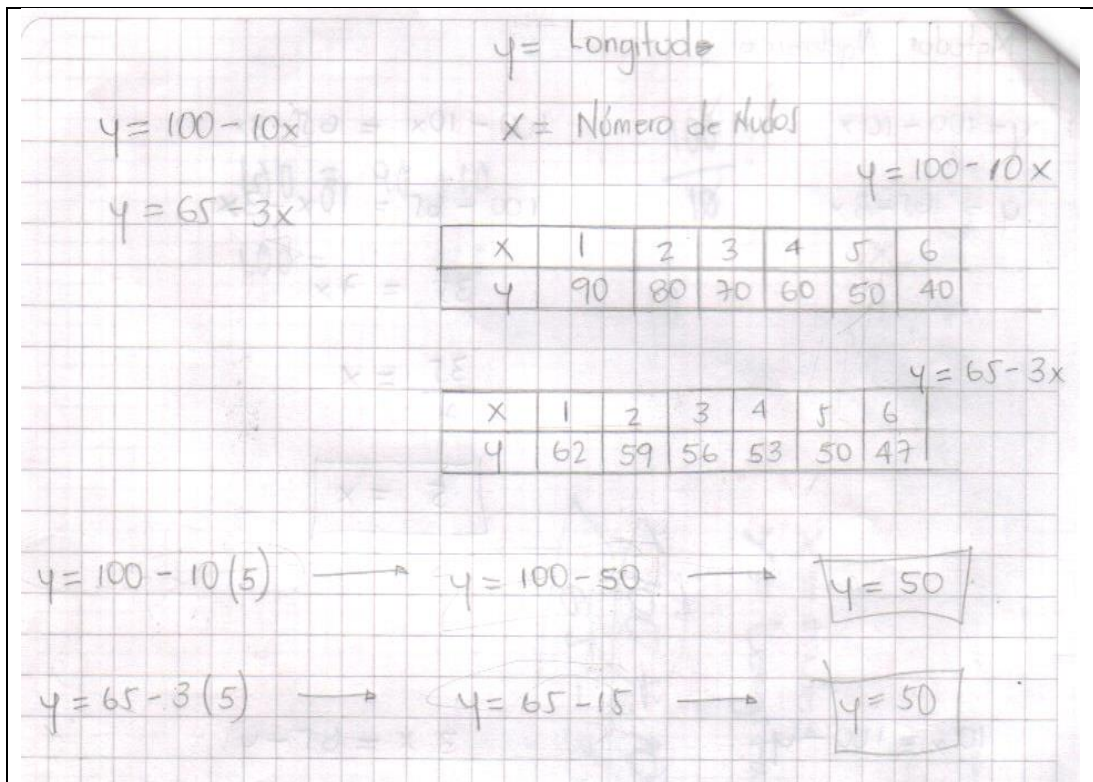 y = Longitude
y = 100 - 10x
x = Número de Nudos
y = 100 - 10x
y = 65 - 3x
x 1 2 3 4 5 6
y 90 80 70 60 50 40
y = 65 - 3x
x 1 2 3 4 5 6
y 62 59 56 53 50 47
y = 100 - 10 (5) → y = 100 - 50 → y = 50
y = 65 - 3 (5) → y = 65 - 15 → y = 50